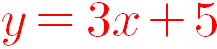 y = 3x + 5